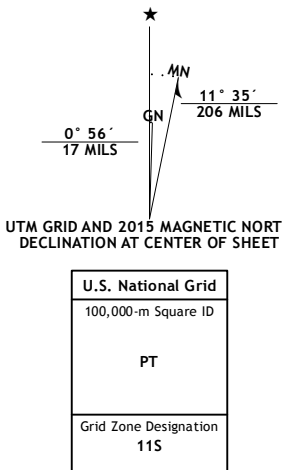 ★
MN
GN
11° 35´
206 MILS
0° 56´
17 MILS
UTM GRID AND 2015 MAGNETIC NORT
DECLINATION AT CENTER OF SHEET
U.S. National Grid
100,000-m Square ID
PT
Grid Zone Designation
11S